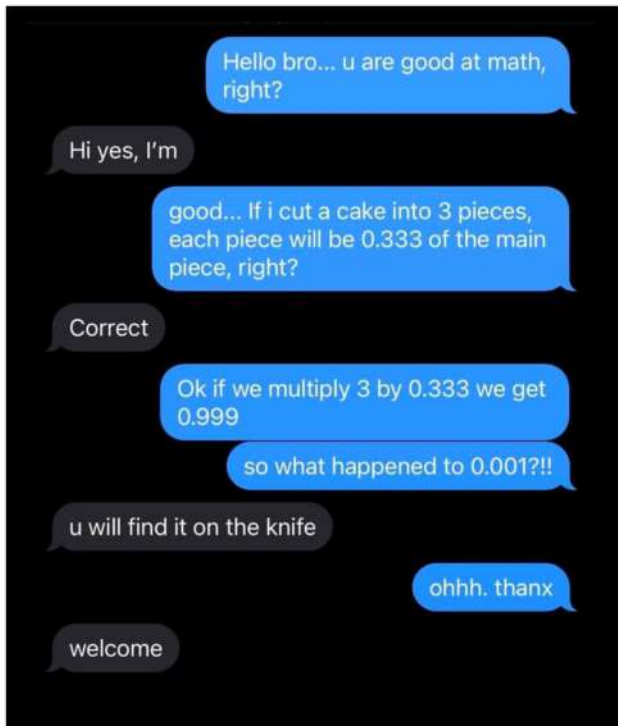 Hello bro... u are good at math,
right?
Hi yes, I'm
good... If i cut a cake into 3 pieces,
each piece will be 0.333 of the main
piece, right?
Correct
Ok if we multiply 3 by 0.333 we get
0.999
so what happened to 0.001?!!
u will find it on the knife
ohhh. thanx
welcome